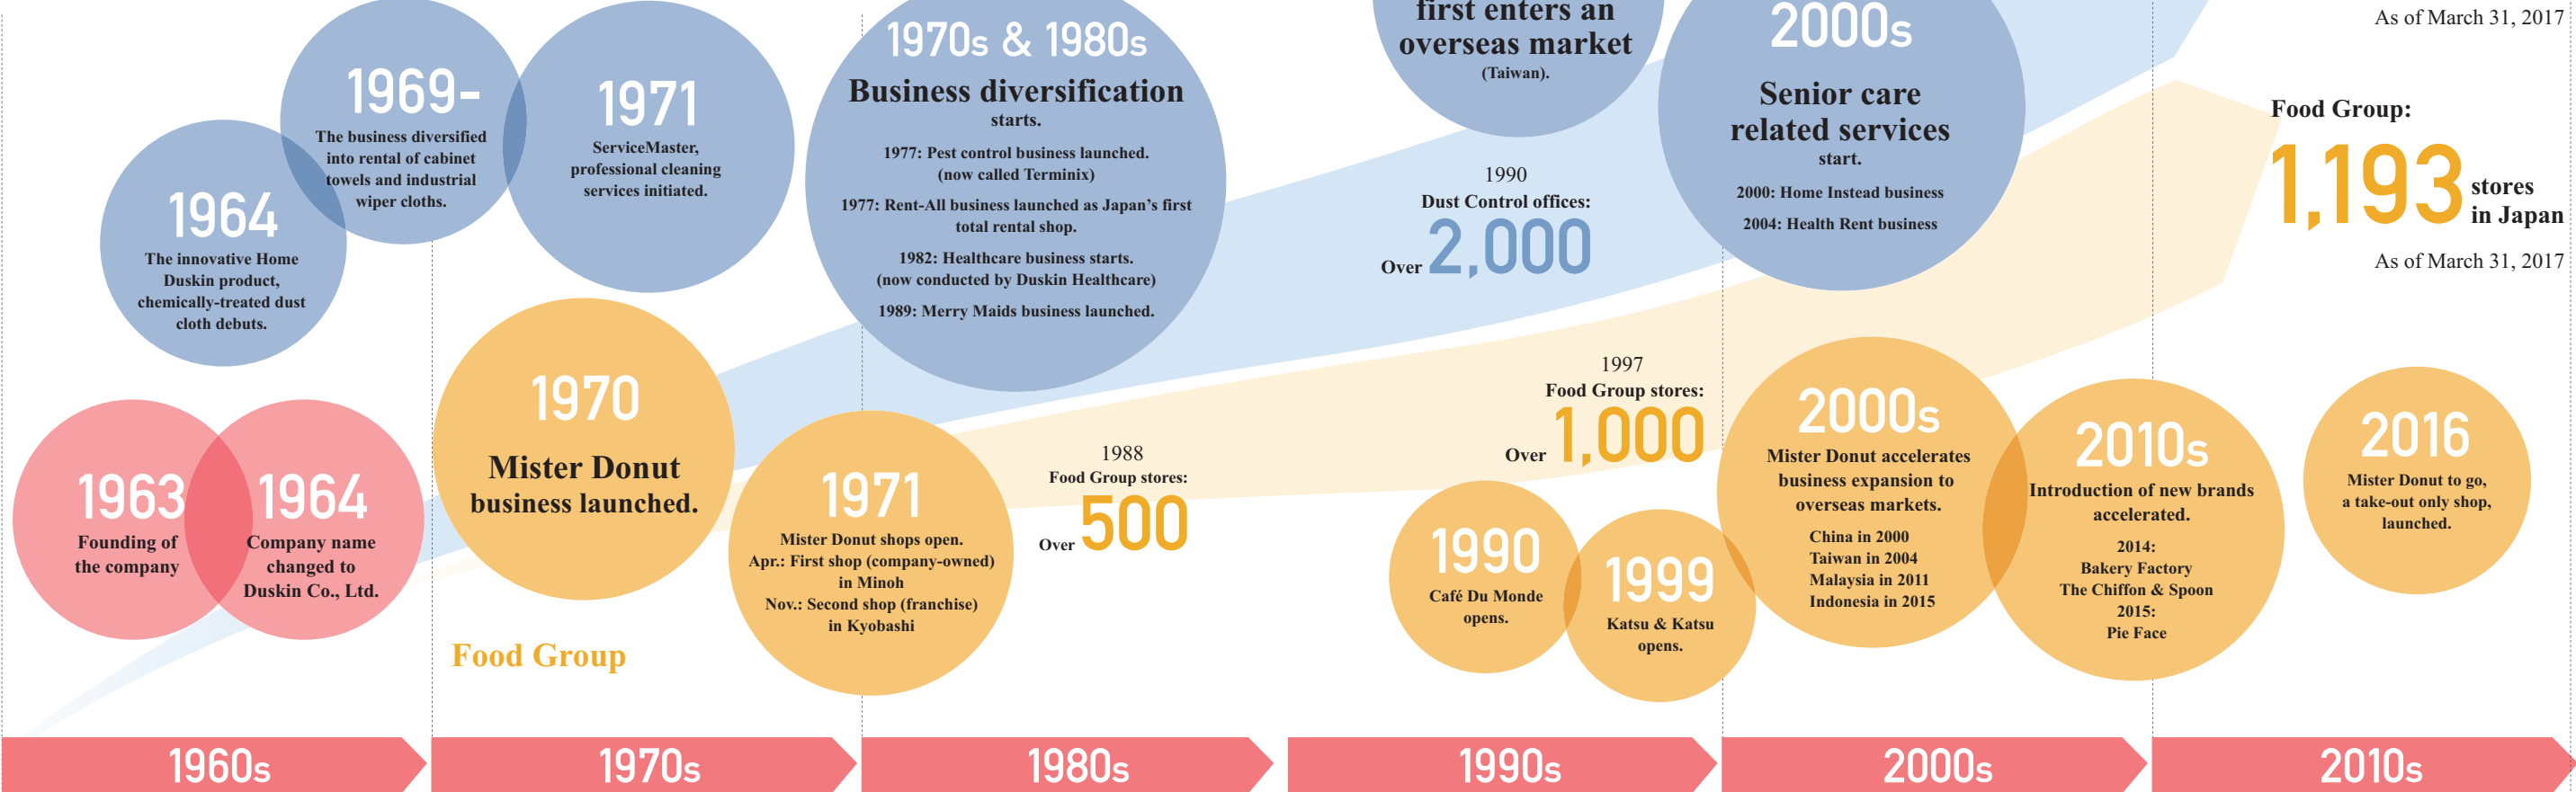 As of March 31, 2017
first enters an
overseas market
(Taiwan).
1964
The innovative Home
Duskin product,
chemically-treated dust
cloth debuts.
1969-
The business diversified
into rental of cabinet
towels and industrial
wiper cloths.
1971
ServiceMaster,
professional cleaning
services initiated.
1970s & 1980s
Business diversification
starts.
1977: Pest control business launched.
(now called Terminix)
1977: Rent-All business launched as Japan's first
total rental shop.
1982: Healthcare business starts.
(now conducted by Duskin Healthcare)
1989: Merry Maids business launched.
1990
Dust Control offices:
Over 2,000
2000s
Senior care
related services
start.
2000: Home Instead business
2004: Health Rent business
Food Group:
1,193 stores
in Japan
As of March 31, 2017
1963
Founding of
the company
1964
Company name
changed to
Duskin Co., Ltd.
1970
Mister Donut
business launched.
Food Group
1971
Mister Donut shops open.
Apr.: First shop (company-owned)
in Minoh
Nov.: Second shop (franchise)
in Kyobashi
1988
Food Group stores:
Over 500
1997
Food Group stores:
Over 1,000
1990
Café Du Monde
opens.
1999
Katsu & Katsu
opens.
2000s
Mister Donut accelerates
business expansion to
overseas markets.
China in 2000
Taiwan in 2004
Malaysia in 2011
Indonesia in 2015
2010s
Introduction of new brands
accelerated.
2014:
Bakery Factory
The Chiffon & Spoon
2015:
Pie Face
2016
Mister Donut to go,
a take-out only shop,
launched.
1960s
1970s
1980s
1990s
2000s
2010s